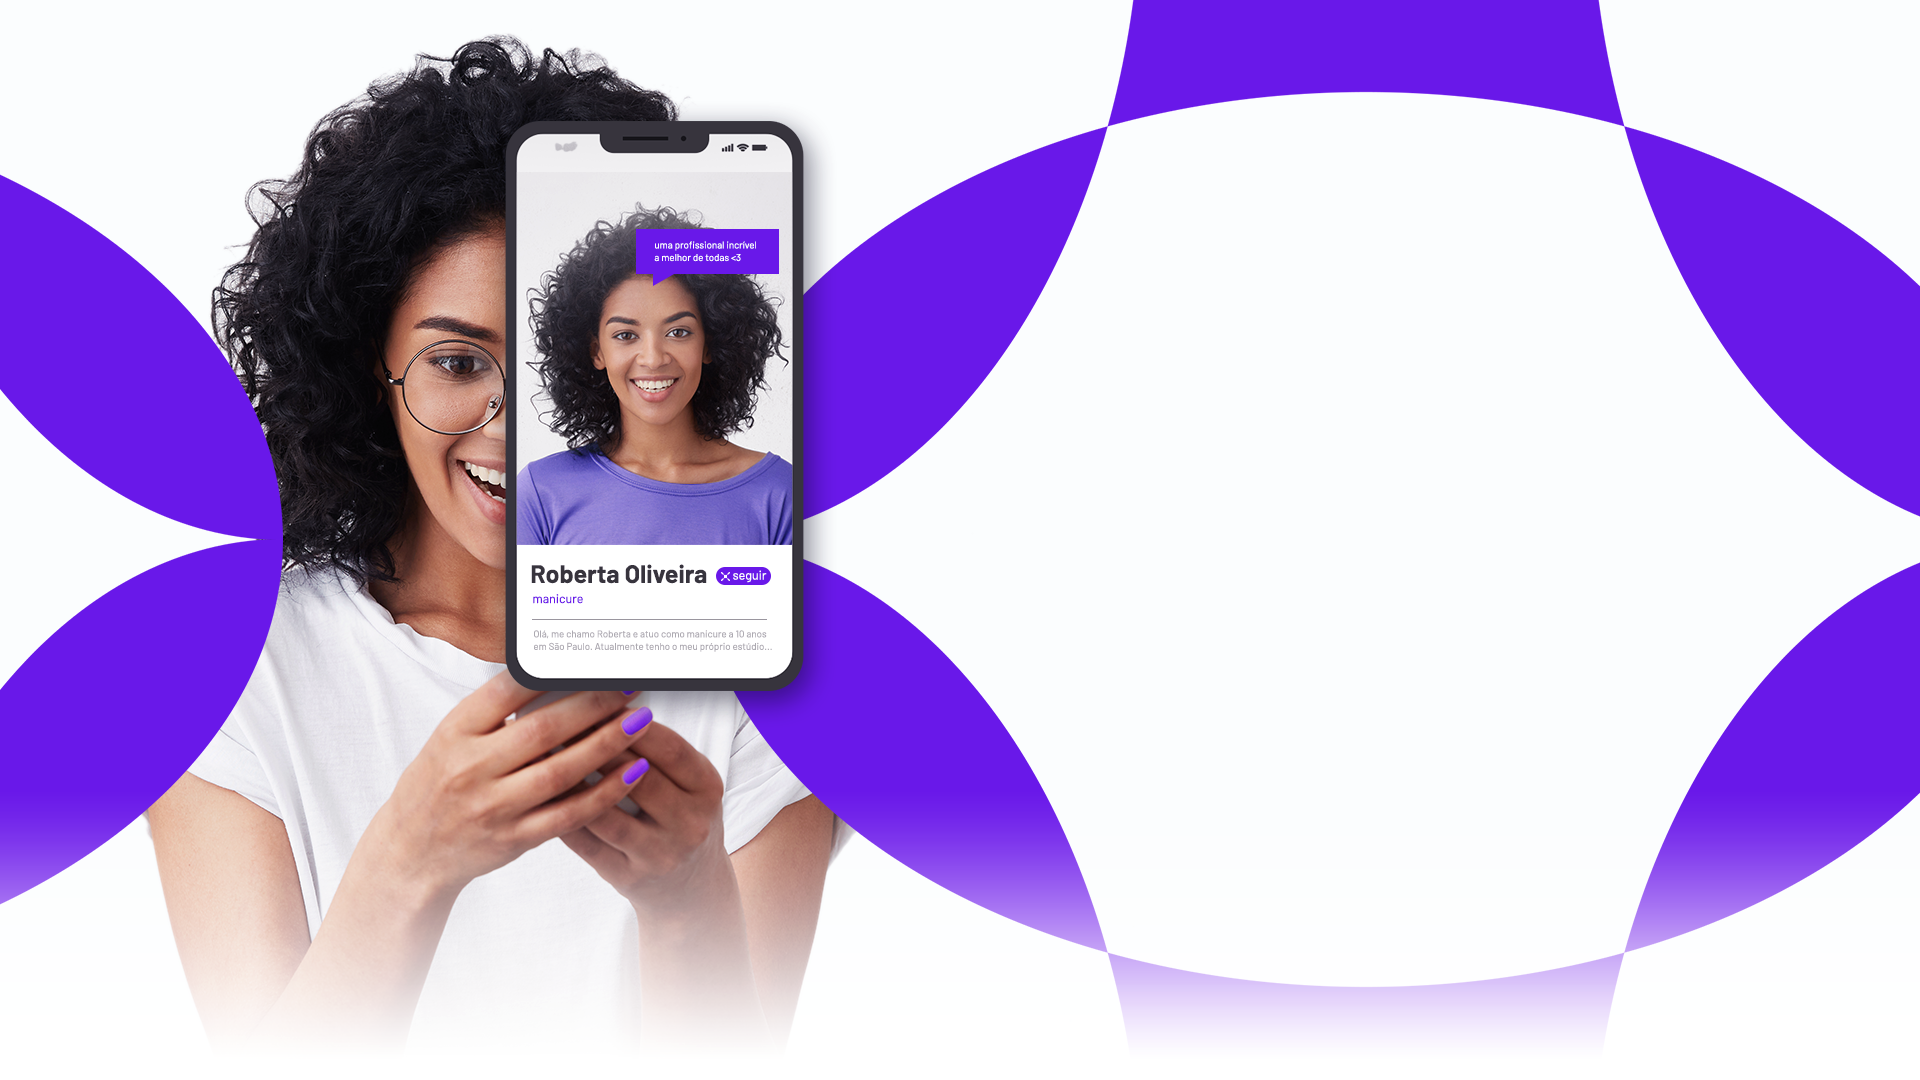 uma profissional incrível
a melhor de todas <3
Roberta Oliveira
seguir
manicure
Olá, me chamo Roberta e atuo como manicure a 10 anos
em São Paulo. Atualmente tenho o meu próprio estúdio...